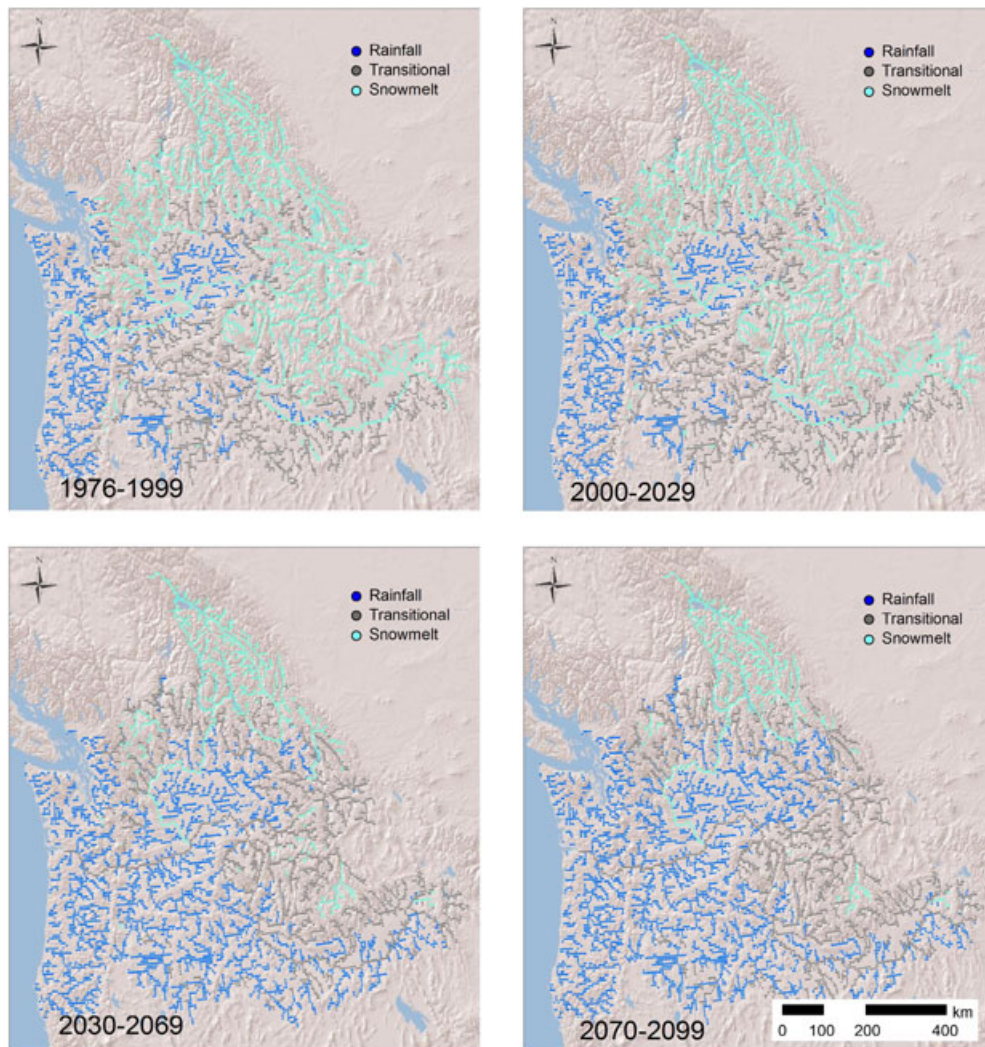 N
Rainfall
Transitional
Snowmelt
1976-1999
N
Rainfall
Transitional
Snowmelt
2000-2029
N
Rainfall
Transitional
Snowmelt
2030-2069
N
Rainfall
Transitional
Snowmelt
2070-2099
km
0 100 200 400